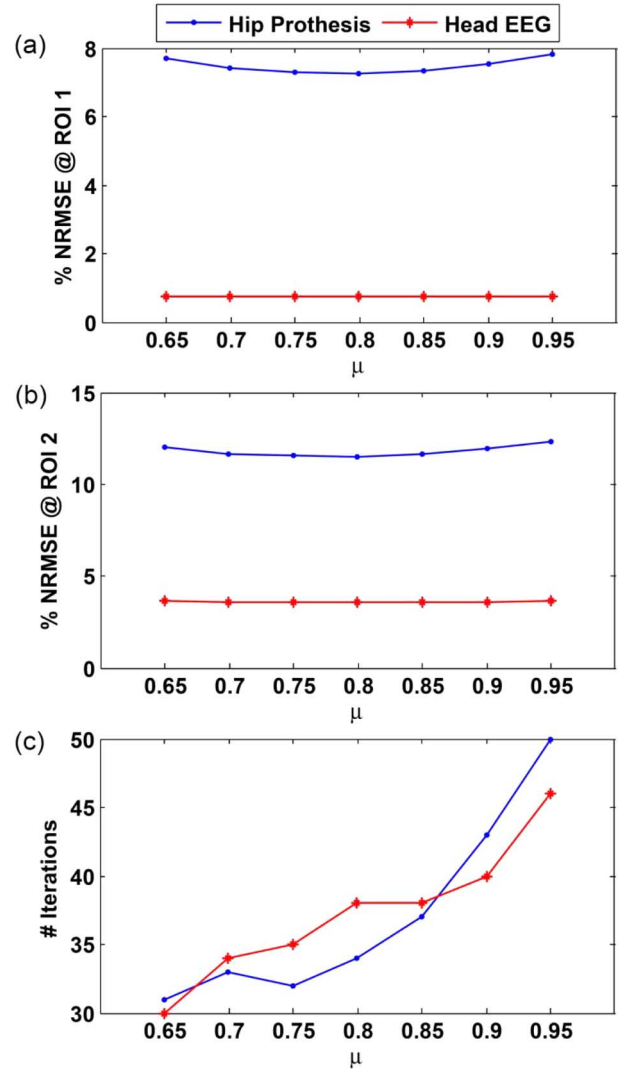 Hip Prothesis Head EEG
(a)
% NRMSE @ ROI 1
8
6
4
2
0
0.65 0.7 0.75 0.8 0.85 0.9 0.95
μ
(b)
% NRMSE @ ROI 2
15
10
5
0
0.65 0.7 0.75 0.8 0.85 0.9 0.95
μ
(c)
# Iterations
50
45
40
35
30
0.65 0.7 0.75 0.8 0.85 0.9 0.95
μ